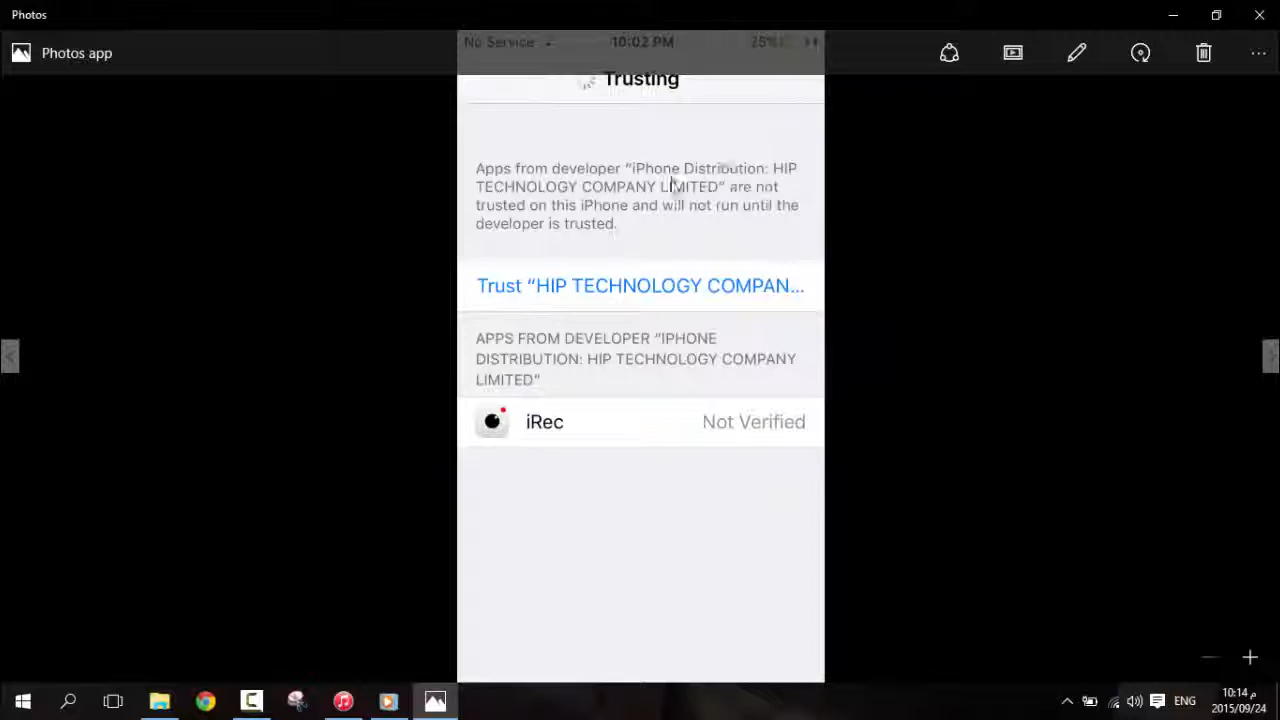 Photos
Photos app
No Service
10:02 PM
25%
Trusting
Apps from developer “iPhone Distribution: HIP
TECHNOLOGY COMPANY LIMITED” are not
trusted on this iPhone and will not run until the
developer is trusted.
Trust “HIP TECHNOLOGY COMPAN...
APPS FROM DEVELOPER “IPHONE
DISTRIBUTION: HIP TECHNOLOGY COMPANY
LIMITED”
iRec Not Verified
ENG
10:14 م
2015/09/24